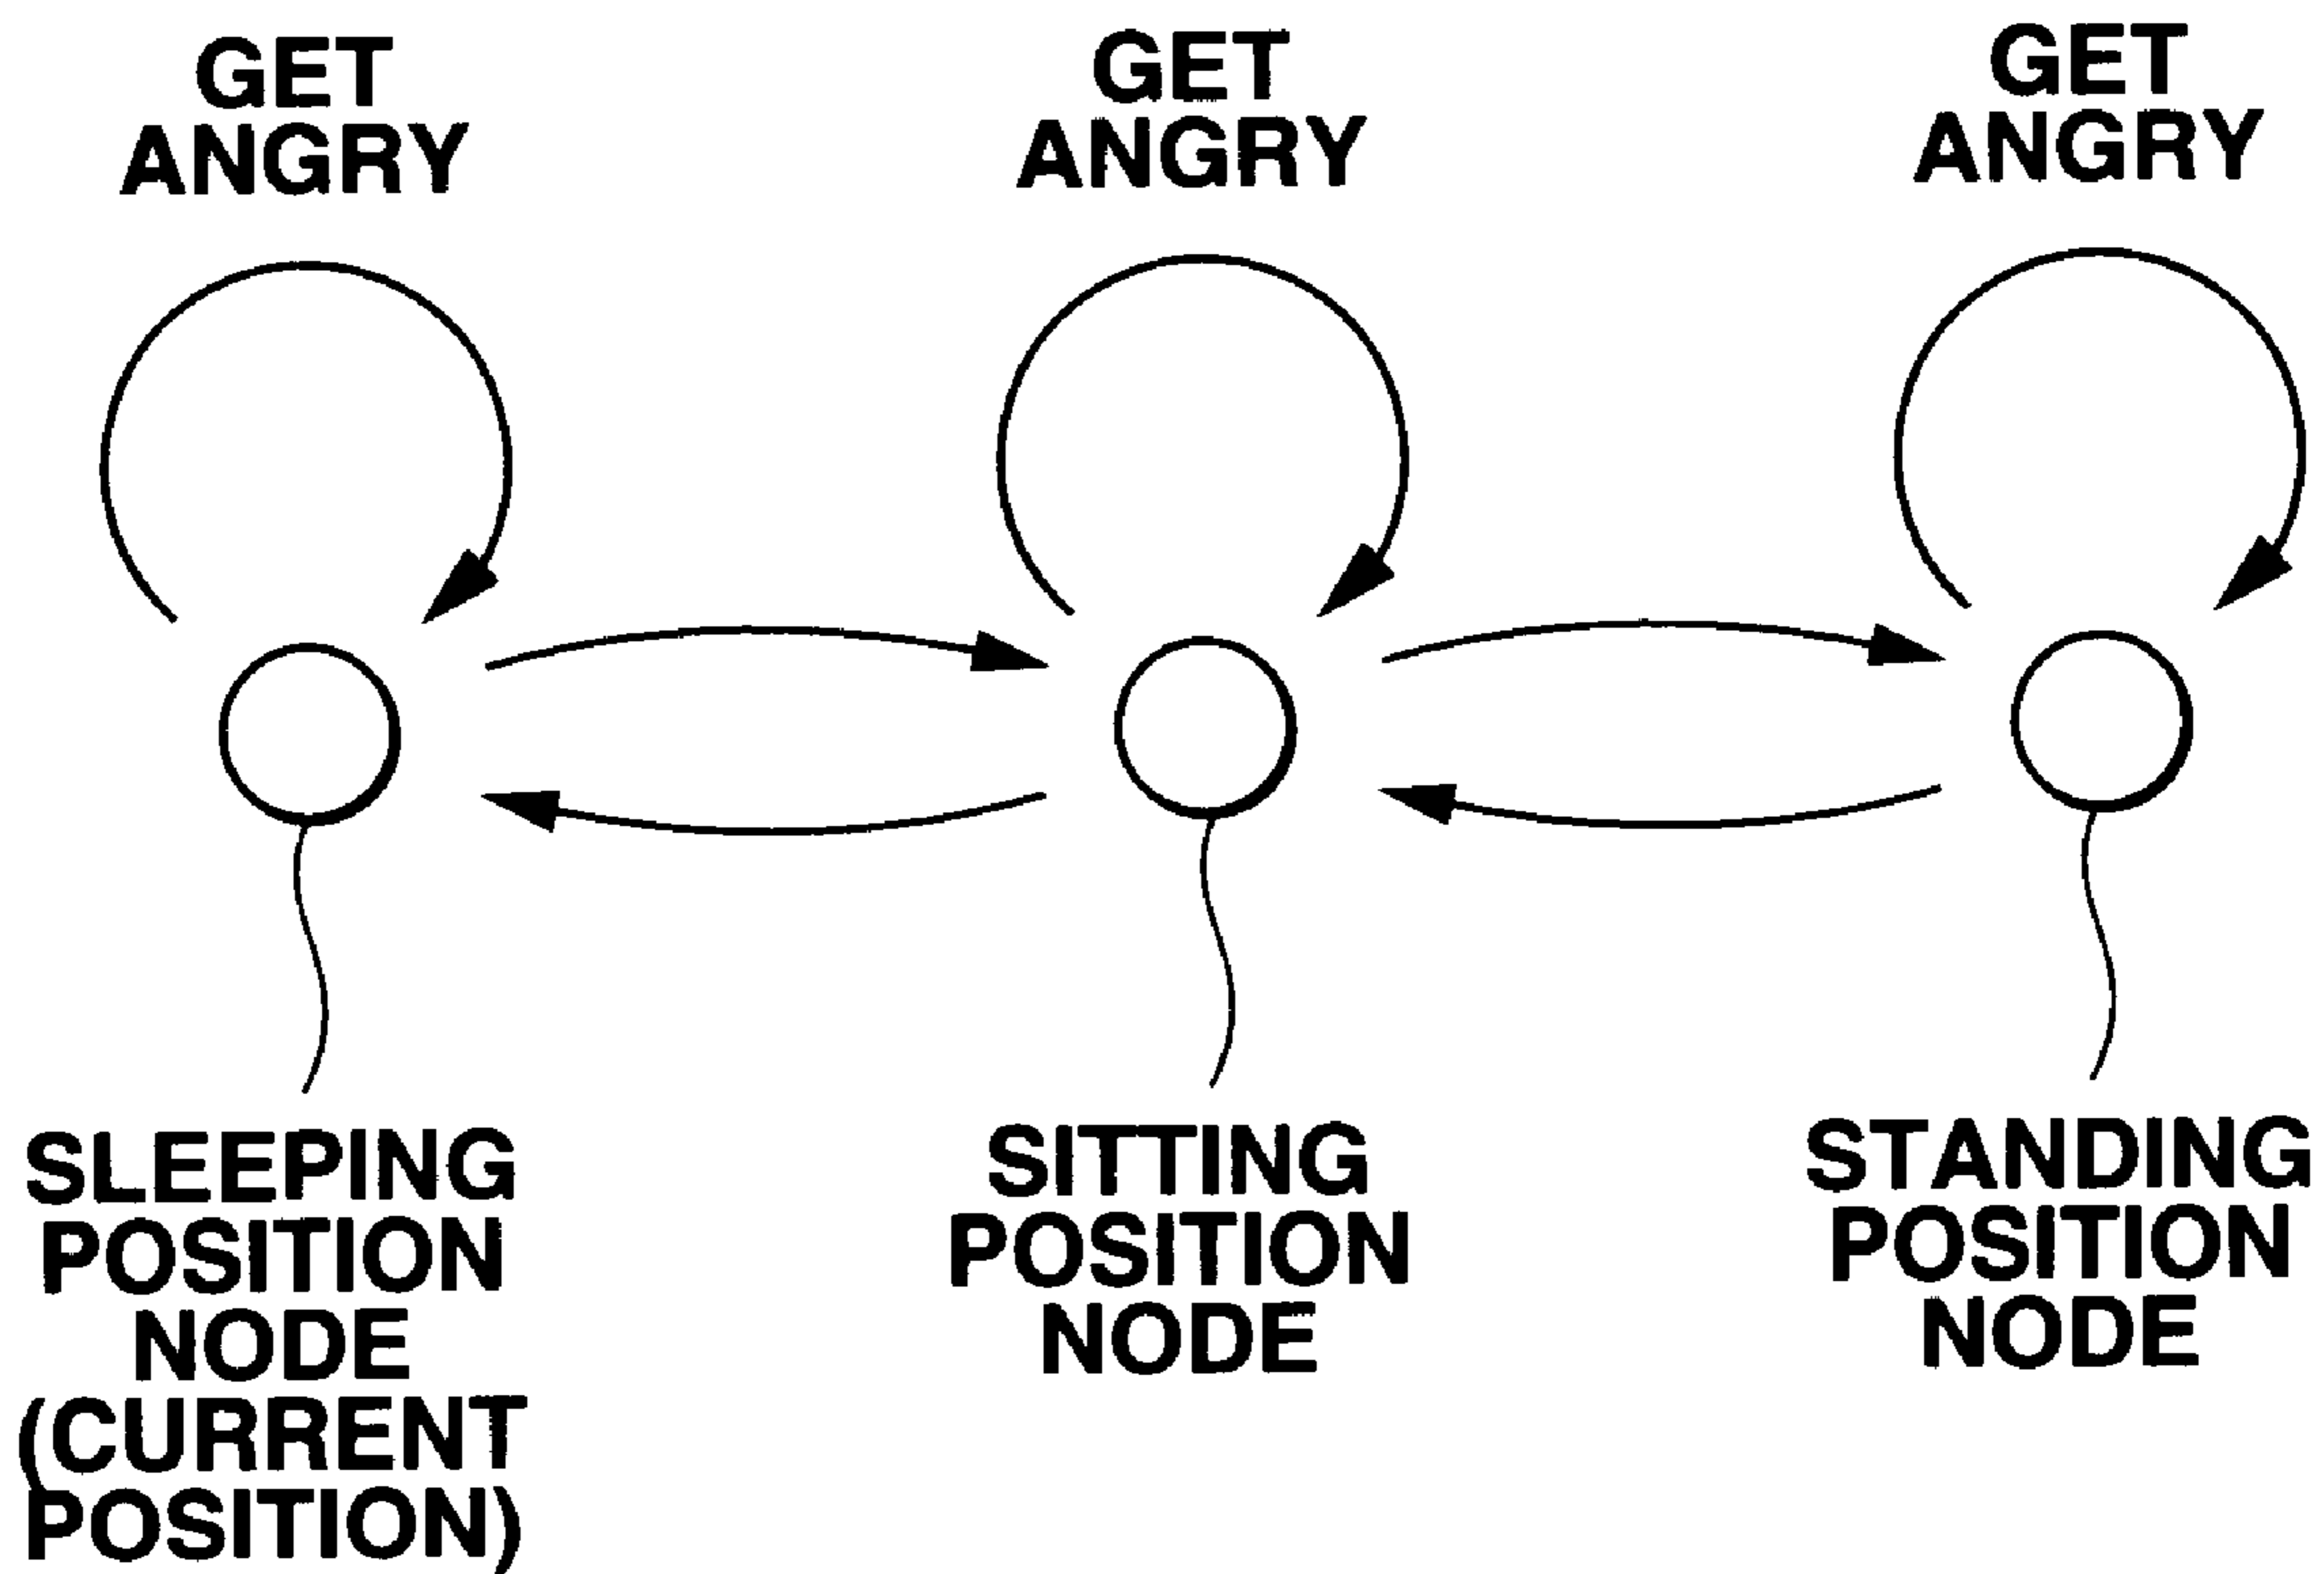 GET
ANGRY
GET
ANGRY
GET
ANGRY
SLEEPING
POSITION
NODE
(CURRENT
POSITION)
SITTING
POSITION
NODE
STANDING
POSITION
NODE